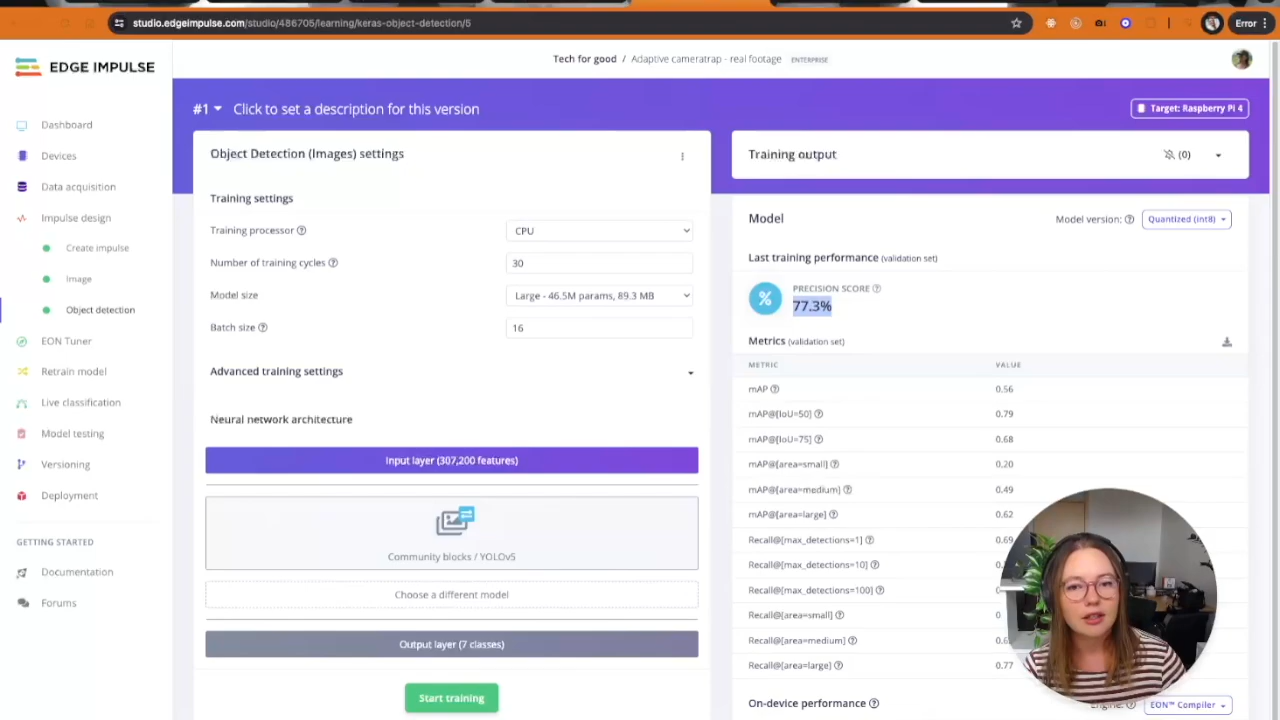 studio.edgeimpulse.com/studio/486705/learning/keras-object-detection/5
Error
EDGE IMPULSE
Tech for good / Adaptive cameratrap - real footage ENTERPRISE
#1 Click to set a description for this version
Target: Raspberry Pi 4
Dashboard
Devices
Data acquisition
Impulse design
Create impulse
Image
Object detection
EON Tuner
Retrain model
Live classification
Model testing
Versioning
Deployment
GETTING STARTED
Documentation
Forums
Object Detection (Images) settings
Training settings
Training processor CPU
Number of training cycles 30
Model size Large - 46.5M params, 89.3 MB
Batch size 16
Advanced training settings
Neural network architecture
Input layer (307,200 features)
Community blocks / YOLOv5
Choose a different model
Output layer (7 classes)
Start training
Training output (0)
Model Model version: Quantized (int8)
Last training performance (validation set)
% PRECISION SCORE
77.3%
Metrics (validation set)
METRIC VALUE
mAP 0.56
mAP@[IoU=50] 0.79
mAP@[IoU=75] 0.68
mAP@[area=small] 0.20
mAP@[area=medium] 0.49
mAP@[area=large] 0.62
Recall@[max_detections=1] 0.69
Recall@[max_detections=10]
Recall@[max_detections=100]
Recall@[area=small]
Recall@[area=medium]
Recall@[area=large] 0.77
On-device performance Engine: EON™ Compiler